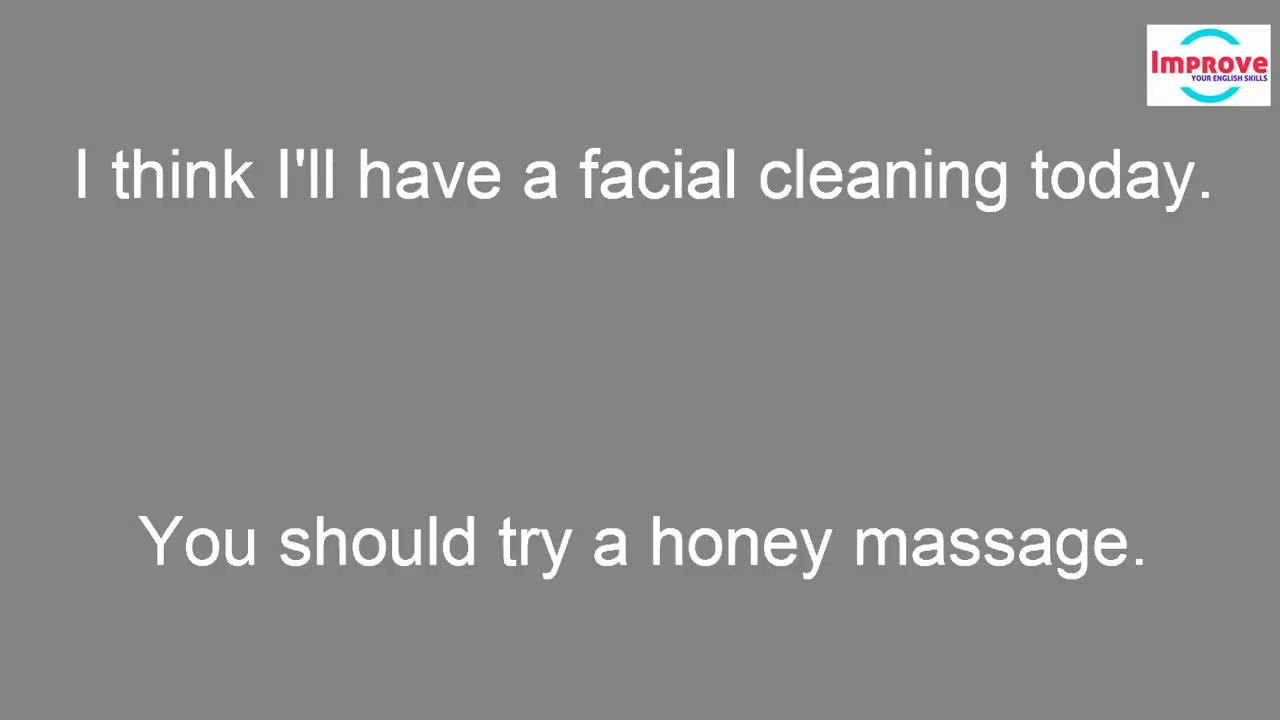 Improve
YOUR ENGLISH SKILLS
I think I'll have a facial cleaning today.
You should try a honey massage.